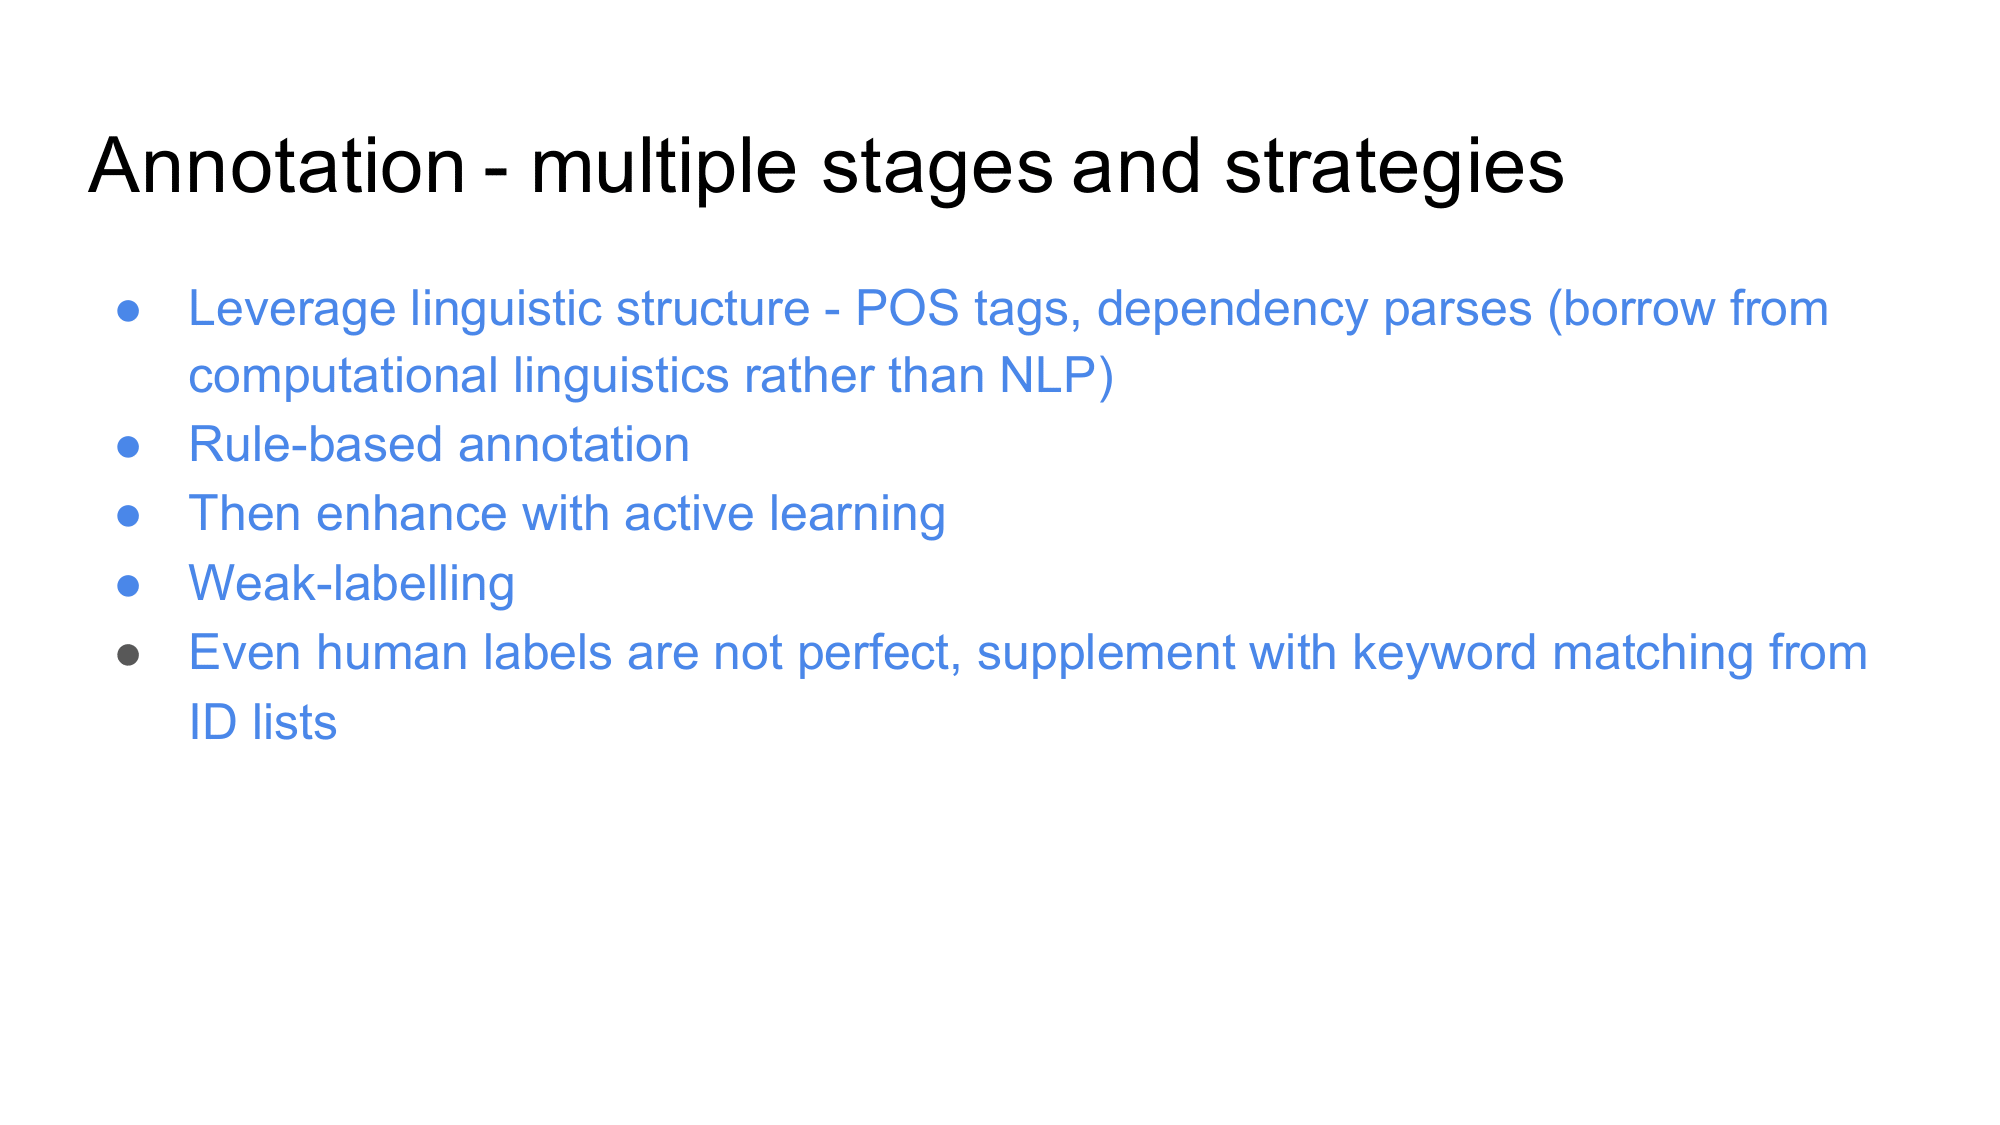 Annotation - multiple stages and strategies
● Leverage linguistic structure - POS tags, dependency parses (borrow from
computational linguistics rather than NLP)
● Rule-based annotation
● Then enhance with active learning
● Weak-labelling
● Even human labels are not perfect, supplement with keyword matching from
ID lists